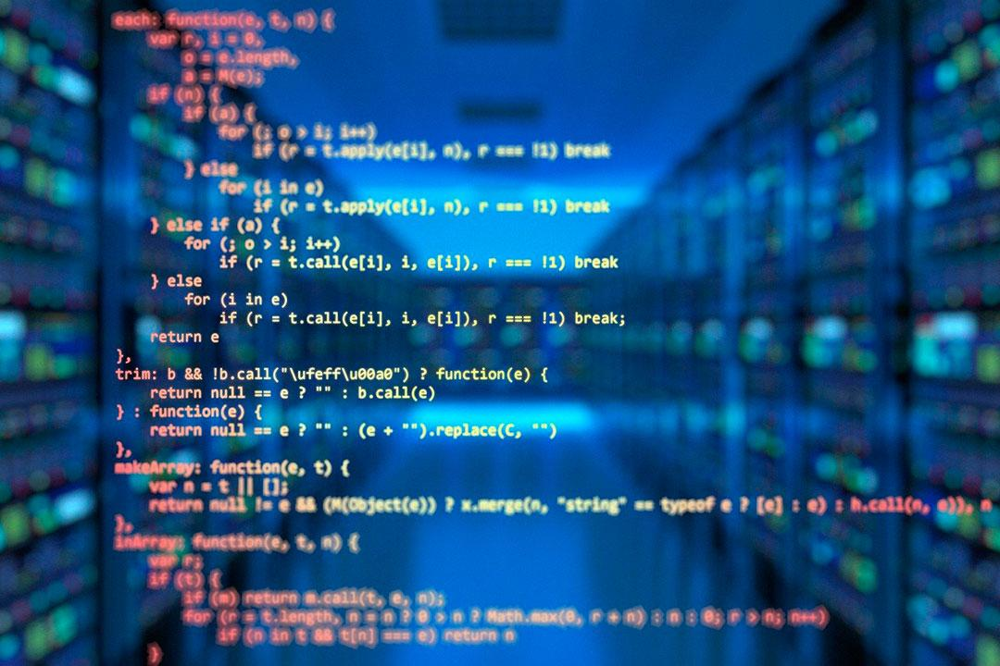 each: function(e, t, n) {
var r, i = 0,
o = e.length,
a = M(e);
if (n) {
if (a) {
for (; o > i; i++)
if (r = t.apply(e[i], n), r === !1) break
} else
for (i in e)
if (r = t.apply(e[i], n), r === !1) break
} else if (a) {
for (; o > i; i++)
if (r = t.call(e[i], i, e[i]), r === !1) break
} else
for (i in e)
if (r = t.call(e[i], i, e[i]), r === !1) break;
return e
},
trim: b && !b.call("\ufeff\u00a0") ? function(e) {
return null == e ? "" : b.call(e)
} : function(e) {
return null == e ? "" : (e + "").replace(C, "")
},
makeArray: function(e, t) {
var n = t || [];
return null != e && (M(Object(e)) ? x.merge(n, "string" == typeof e ? [e] : e) : h.call(n, e)), n
},
inArray: function(e, t, n) {
var r;
if (t) {
if (m) return m.call(t, e, n);
for (r = t.length, n = n ? 0 > n ? Math.max(0, r + n) : n : 0; r > n; n++)
if (n in t && t[n] === e) return n
}